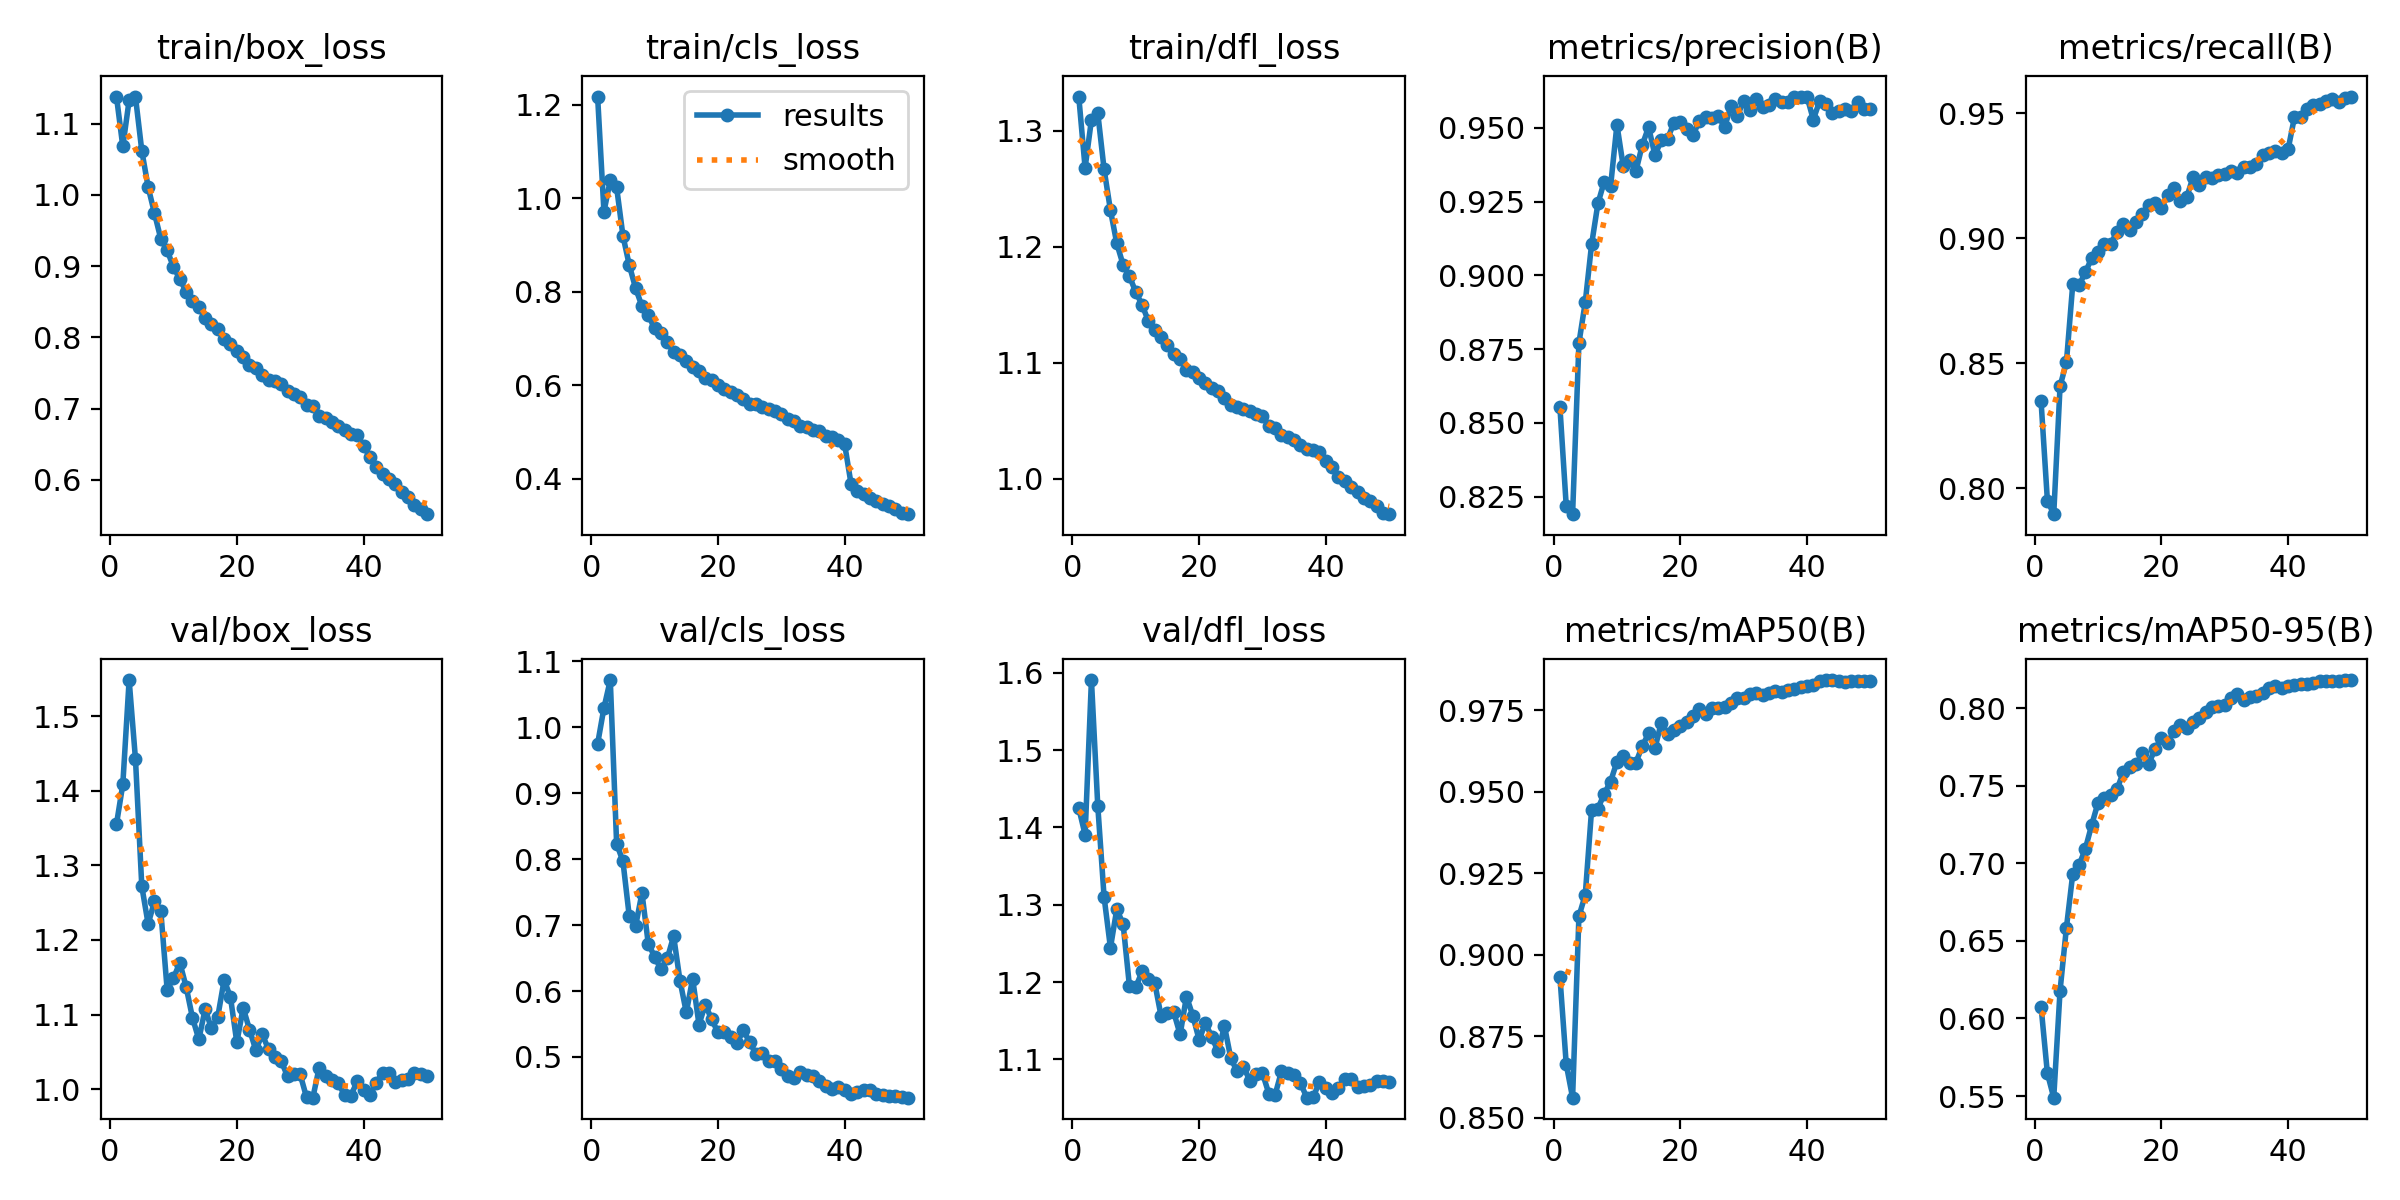 train/box_loss
1.1
1.0
0.9
0.8
0.7
0.6
0 20 40
train/cls_loss
results
smooth
1.2
1.0
0.8
0.6
0.4
0 20 40
train/dfl_loss
1.3
1.2
1.1
1.0
0 20 40
metrics/precision(B)
0.950
0.925
0.900
0.875
0.850
0.825
0 20 40
metrics/recall(B)
0.95
0.90
0.85
0.80
0 20 40
val/box_loss
1.5
1.4
1.3
1.2
1.1
1.0
0 20 40
val/cls_loss
1.1
1.0
0.9
0.8
0.7
0.6
0.5
0 20 40
val/dfl_loss
1.6
1.5
1.4
1.3
1.2
1.1
0 20 40
metrics/mAP50(B)
0.975
0.950
0.925
0.900
0.875
0.850
0 20 40
metrics/mAP50-95(B)
0.80
0.75
0.70
0.65
0.60
0.55
0 20 40